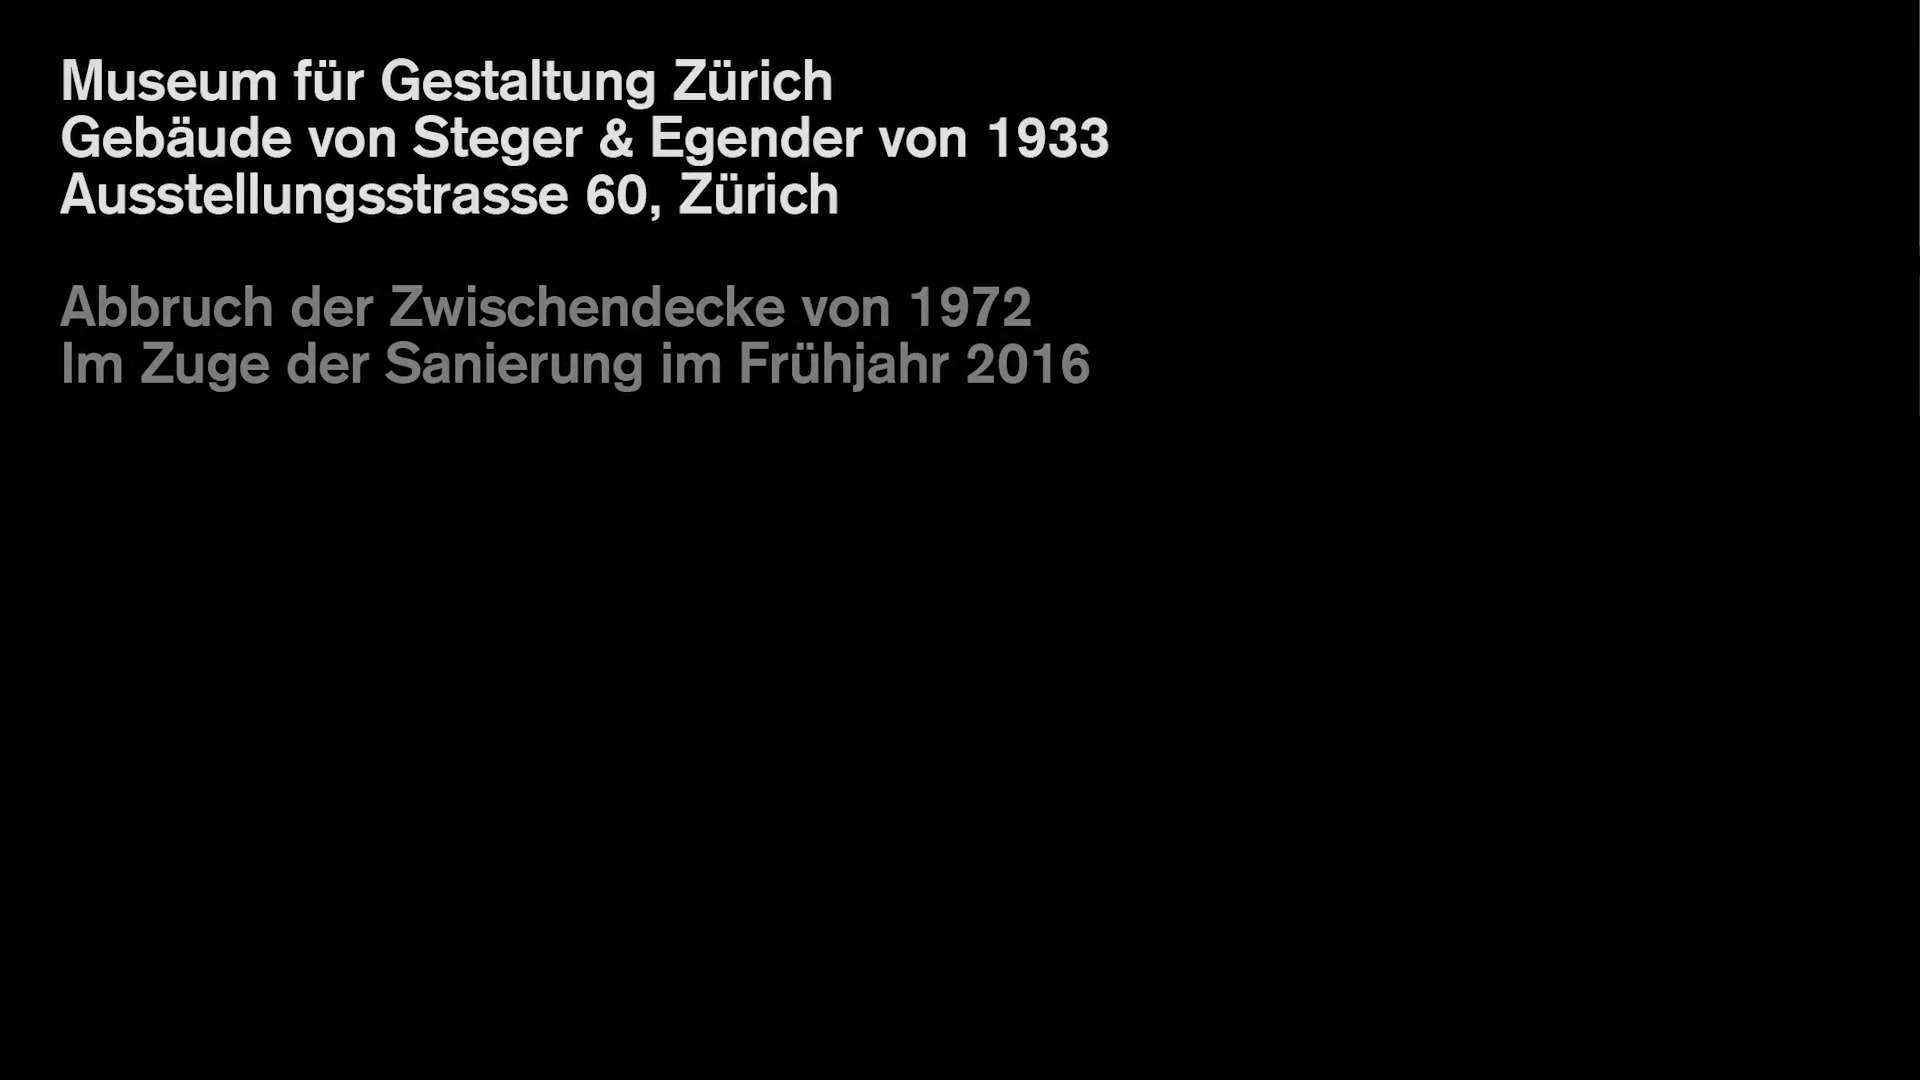 Museum für Gestaltung Zürich
Gebäude von Steger & Egender von 1933
Ausstellungsstrasse 60, Zürich
Abbruch der Zwischendecke von 1972
Im Zuge der Sanierung im Frühjahr 2016